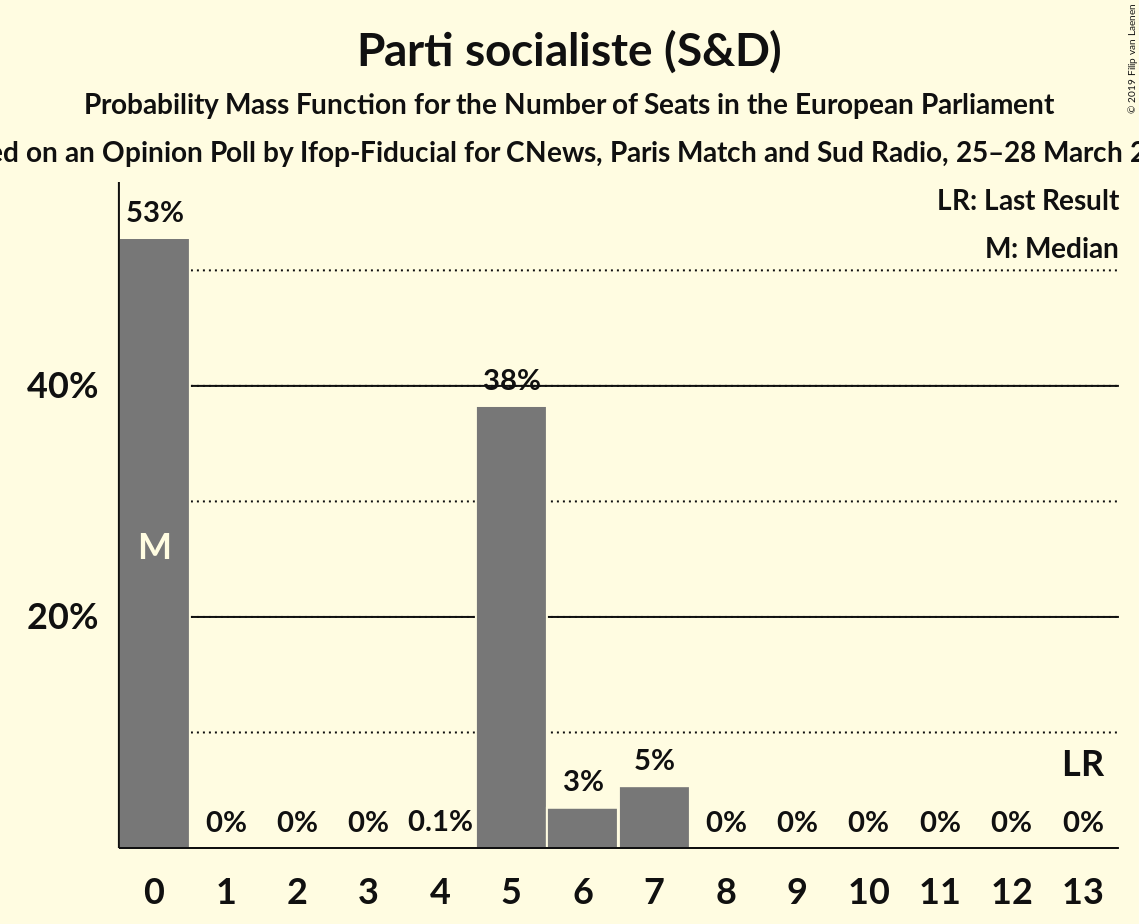 Parti socialiste (S&D)
Probability Mass Function for the Number of Seats in the European Parliament
on an Opinion Poll by Ifop-Fiducial for CNews, Paris Match and Sud Radio, 25–28 March
© 2019 Filip van Laenen
LR: Last Result
M: Median
53%
40%
38%
M
20%
LR
5%
3%
0% 0% 0% 0.1% 0% 0% 0% 0% 0% 0%
0 1 2 3 4 5 6 7 8 9 10 11 12 13